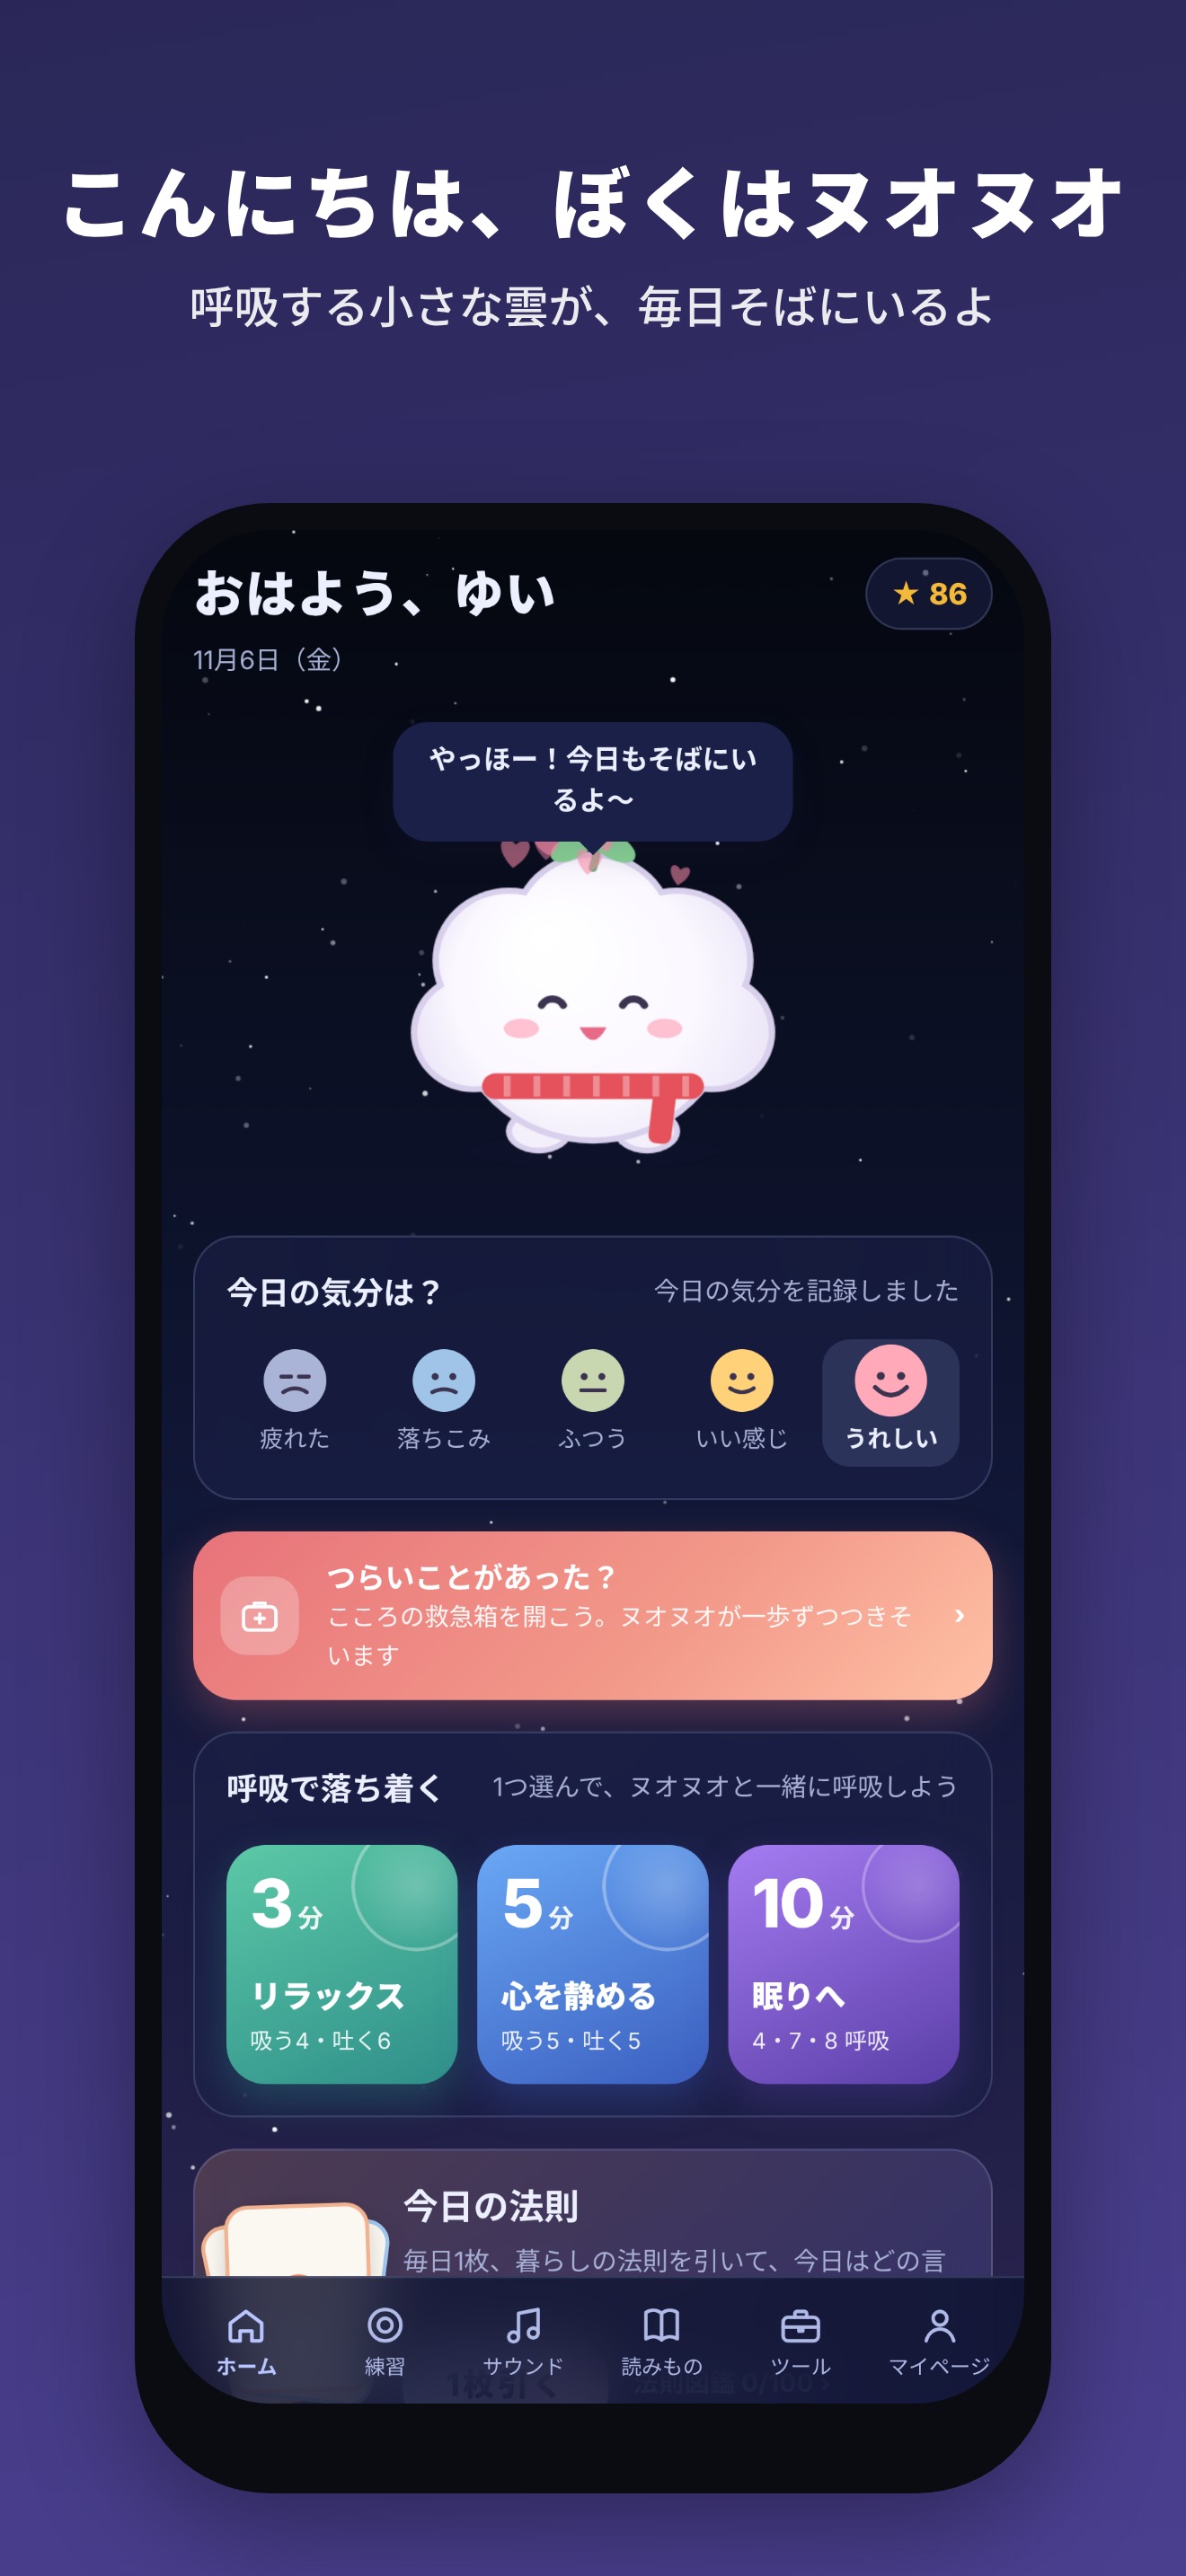 こんにちは、ぼくはヌオヌオ
呼吸する小さな雲が、毎日そばにいるよ
おはよう、ゆい
★ 86
11月6日（金）
やっほー！今日もそばにい
るよ〜
今日の気分は？
今日の気分を記録しました
疲れた
落ちこみ
ふつう
いい感じ
うれしい
つらいことがあった？
こころの救急箱を開こう。ヌオヌオが一歩ずつつきそ
います
›
呼吸で落ち着く
1つ選んで、ヌオヌオと一緒に呼吸しよう
3分
リラックス
吸う4・吐く6
5分
心を静める
吸う5・吐く5
10分
眠りへ
4・7・8 呼吸
今日の法則
毎日1枚、暮らしの法則を引いて、今日はどの言
1枚引く
法則図鑑 0/100 ›
ホーム
練習
サウンド
読みもの
ツール
マイページ